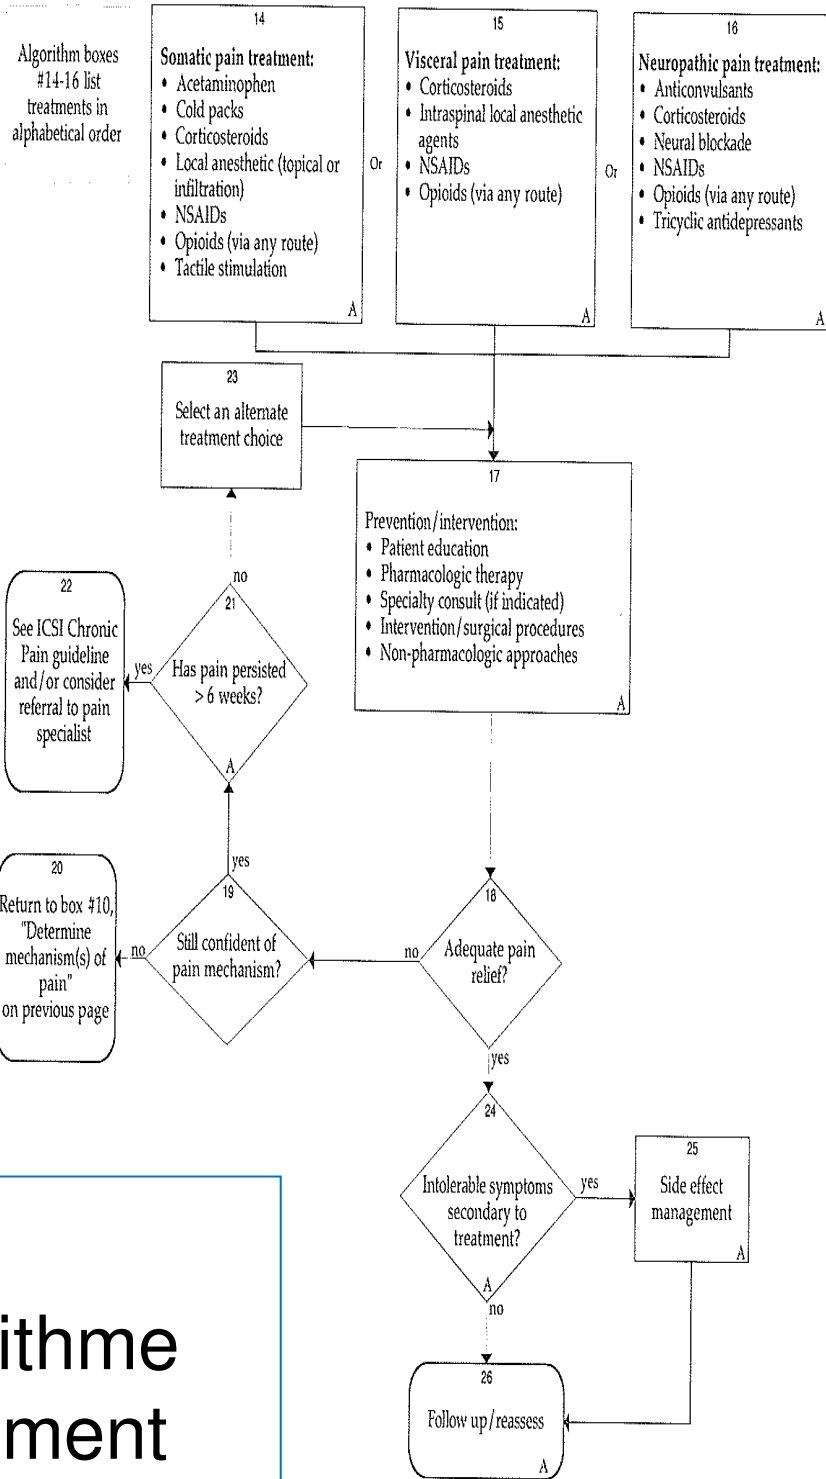 Algorithm boxes
#14-16 list
treatments in
alphabetical order
14
Somatic pain treatment:
• Acetaminophen
• Cold packs
• Corticosteroids
• Local anesthetic (topical or
infiltration)
• NSAIDs
• Opioids (via any route)
• Tactile stimulation
A
Or
15
Visceral pain treatment:
• Corticosteroids
• Intraspinal local anesthetic
agents
• NSAIDs
• Opioids (via any route)
A
Or
16
Neuropathic pain treatment:
• Anticonvulsants
• Corticosteroids
• Neural blockade
• NSAIDs
• Opioids (via any route)
• Tricyclic antidepressants
A
23
Select an alternate
treatment choice
17
Prevention/intervention:
• Patient education
• Pharmacologic therapy
• Specialty consult (if indicated)
• Intervention/surgical procedures
• Non-pharmacologic approaches
A
no
21
Has pain persisted
> 6 weeks?
A
yes
22
See ICSI Chronic
Pain guideline
and/or consider
referral to pain
specialist
yes
19
Still confident of
pain mechanism?
no
20
Return to box #10,
"Determine
mechanism(s) of
pain"
on previous page
18
Adequate pain
relief?
no
yes
24
Intolerable symptoms
secondary to
treatment?
A
yes
25
Side effect
management
A
no
26
Follow up/reassess
A
ithme
ment